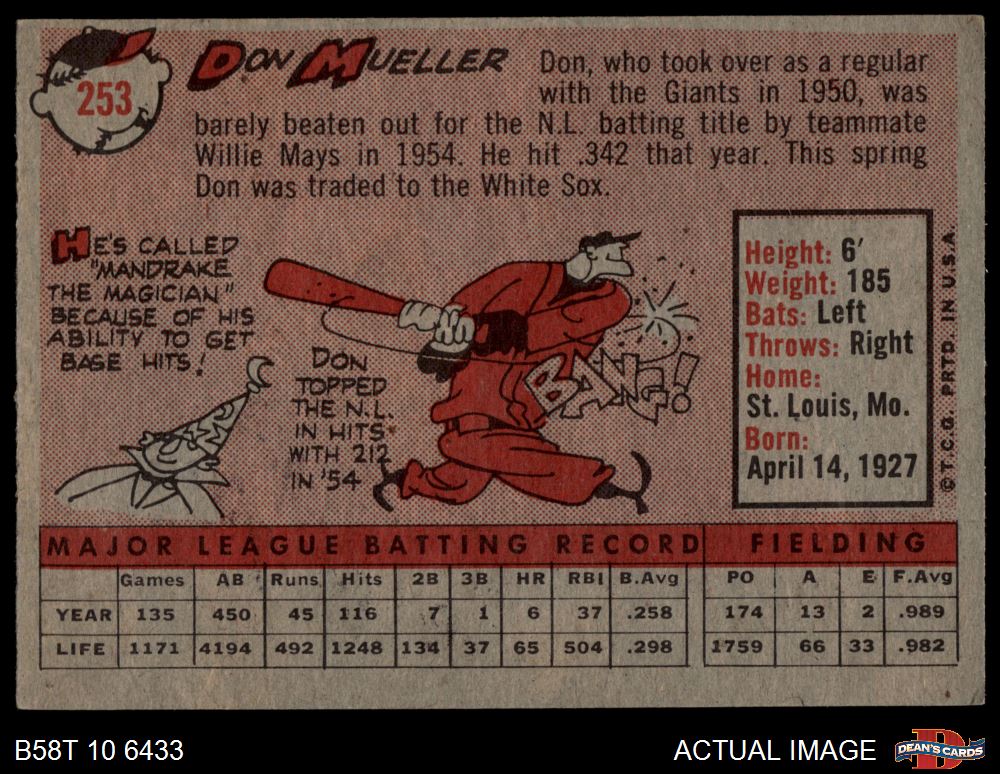 253
DON MUELLER
Don, who took over as a regular
with the Giants in 1950, was
barely beaten out for the N.L. batting title by teammate
Willie Mays in 1954. He hit .342 that year. This spring
Don was traded to the White Sox.
HE'S CALLED
"MANDRAKE
THE MAGICIAN"
BECAUSE OF HIS
ABILITY TO GET
BASE HITS!
DON
TOPPED
THE N.L.
IN HITS
WITH 212
IN '54
BANG!
Height: 6'
Weight: 185
Bats: Left
Throws: Right
Home:
St. Louis, Mo.
Born:
April 14, 1927
©T.C.G. PRTD. IN U.S.A.
MAJOR LEAGUE BATTING RECORD FIELDING
Games AB Runs Hits 2B 3B HR RBI B.Avg PO A E F.Avg
YEAR 135 450 45 116 7 1 6 37 .258 174 13 2 .989
LIFE 1171 4194 492 1248 134 37 65 504 .298 1759 66 33 .982
B58T 10 6433
ACTUAL IMAGE
D
DEAN'S CARDS